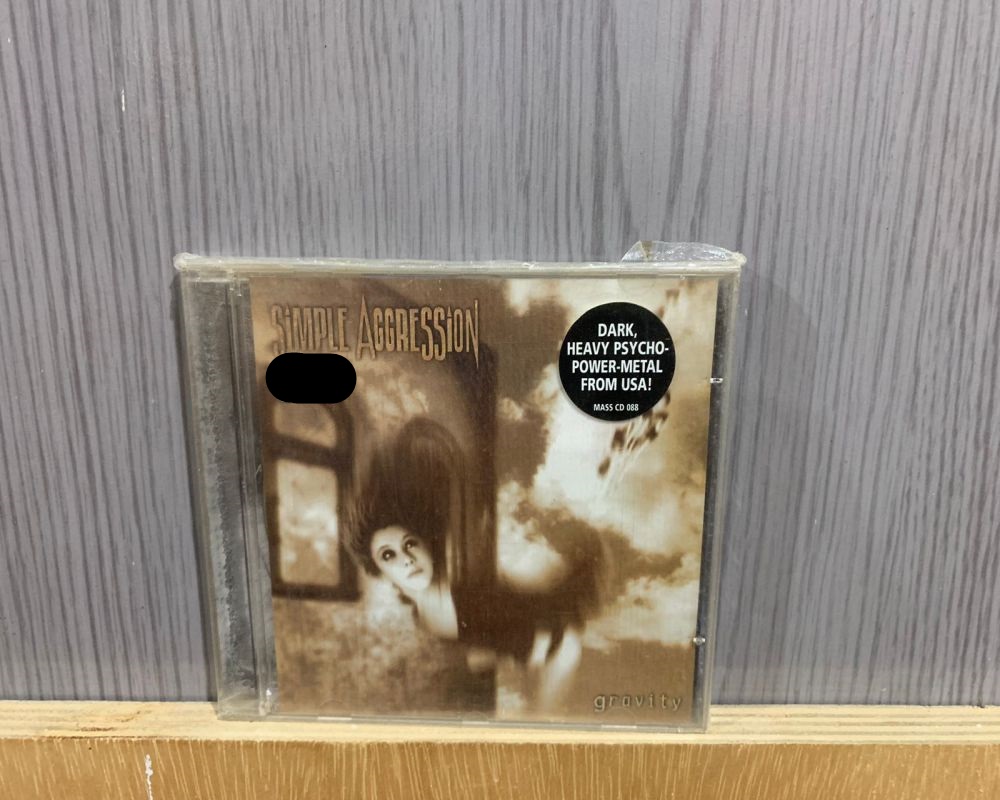 SiMPLE AGGRESSiON
DARK,
HEAVY PSYCHO-
POWER-METAL
FROM USA!
MASS CD 088
gravity